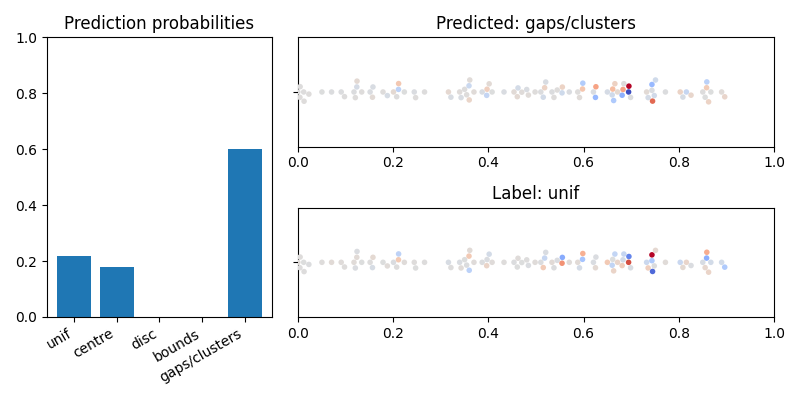 Prediction probabilities
1.0
0.8
0.6
0.4
0.2
0.0
unif
centre
disc
bounds
gaps/clusters
Predicted: gaps/clusters
0.0 0.2 0.4 0.6 0.8 1.0
Label: unif
0.0 0.2 0.4 0.6 0.8 1.0